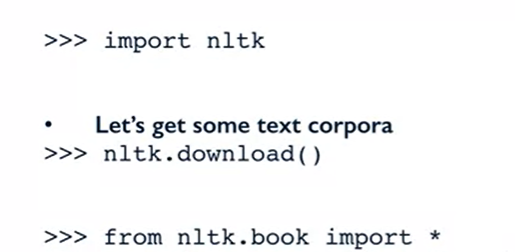 >>> import nltk
• Let's get some text corpora
>>> nltk.download()
>>> from nltk.book import *